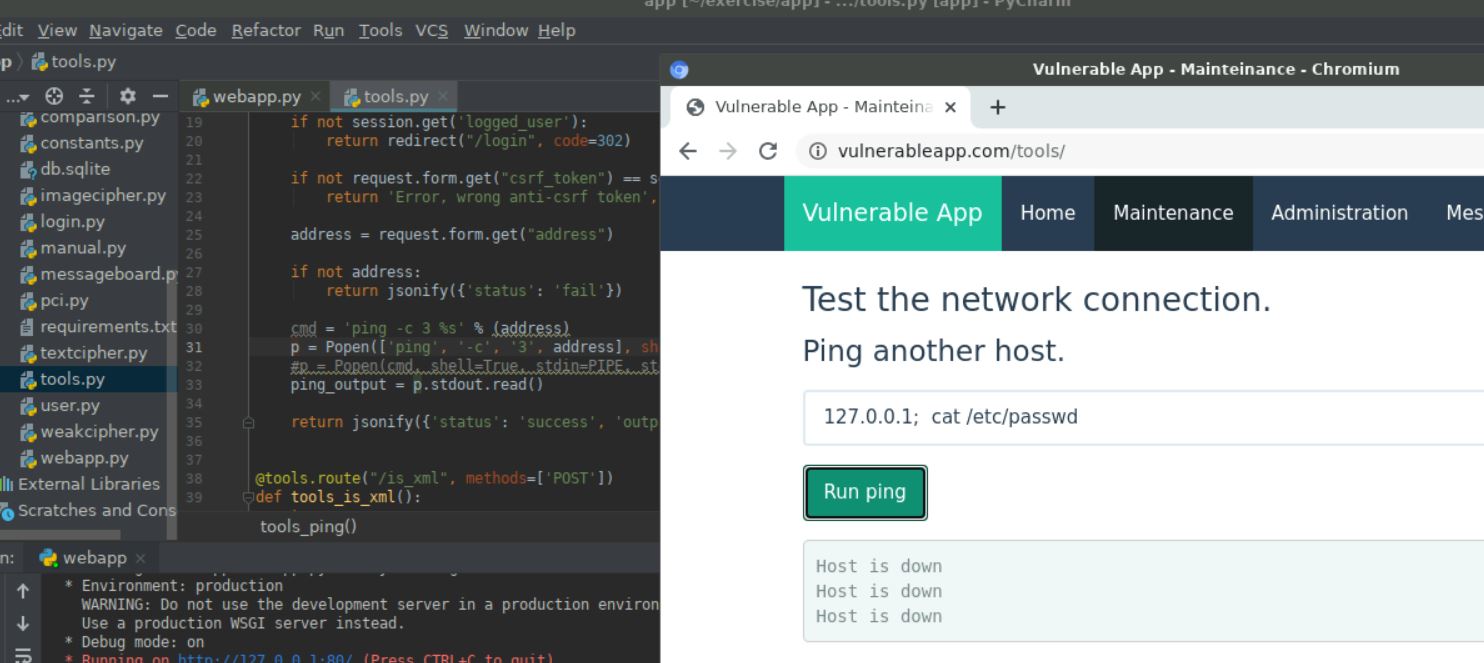 app [~/exercise/app] - .../tools.py [app] - PyCharm
Edit View Navigate Code Refactor Run Tools VCS Window Help
tools.py
webapp.py
tools.py
comparison.py
constants.py
db.sqlite
imagecipher.py
login.py
manual.py
messageboard.py
pci.py
requirements.txt
textcipher.py
tools.py
user.py
weakcipher.py
webapp.py
External Libraries
Scratches and Cons
19 if not session.get('logged_user'):
20 return redirect("/login", code=302)
21
22 if not request.form.get("csrf_token") == s
23 return 'Error, wrong anti-csrf token',
24
25 address = request.form.get("address")
26
27 if not address:
28 return jsonify({'status': 'fail'})
29
30 cmd = 'ping -c 3 %s' % (address)
31 p = Popen(['ping', '-c', '3', address], sh
32 #p = Popen(cmd, shell=True, stdin=PIPE, st
33 ping_output = p.stdout.read()
34
35 return jsonify({'status': 'success', 'outp
36
37
38 @tools.route("/is_xml", methods=['POST'])
39 def tools_is_xml():
tools_ping()
n: webapp
* Environment: production
WARNING: Do not use the development server in a production environ
Use a production WSGI server instead.
* Debug mode: on
* Running on http://127.0.0.1:80/ (Press CTRL+C to quit)
Vulnerable App - Mainteinance - Chromium
Vulnerable App - Mainteina
vulnerableapp.com/tools/
Vulnerable App Home Maintenance Administration Mes
Test the network connection.
Ping another host.
127.0.0.1; cat /etc/passwd
Run ping
Host is down
Host is down
Host is down